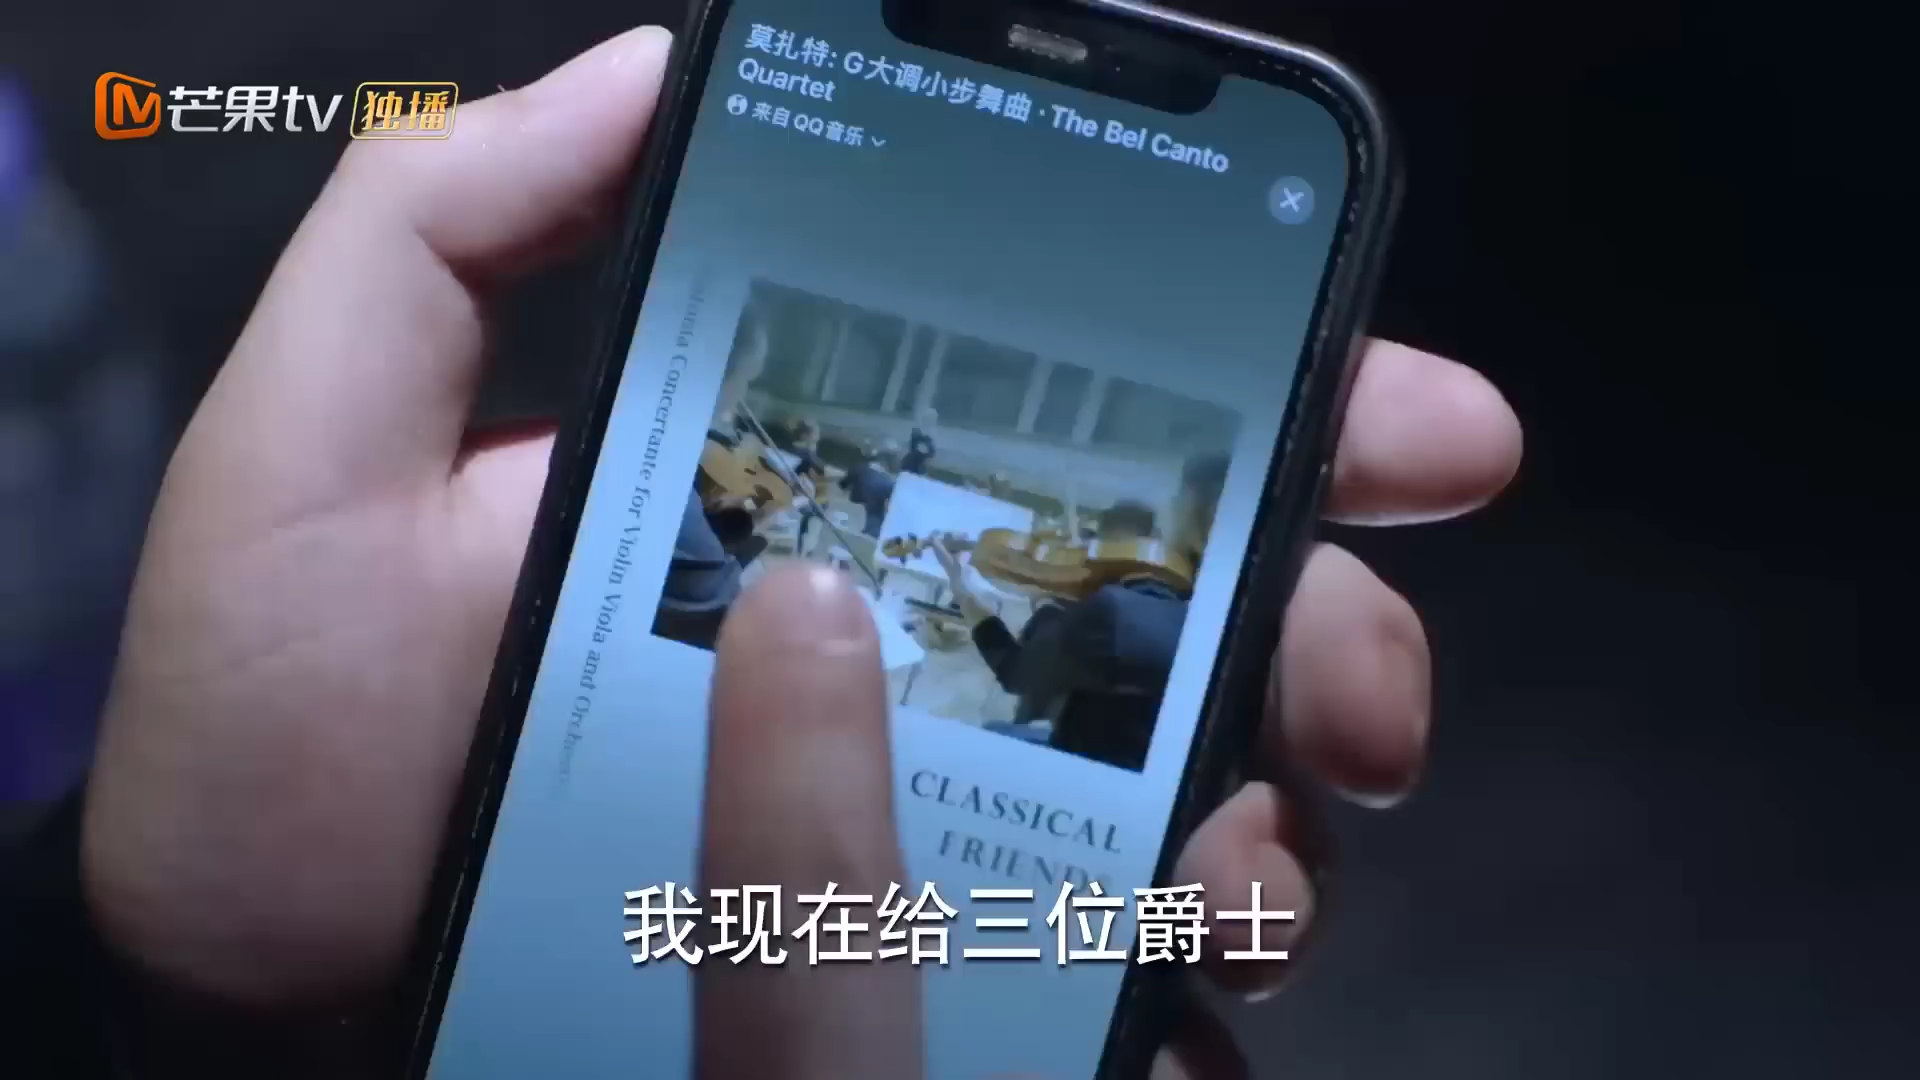 芒果tv 独播
莫扎特: G大调小步舞曲 · The Bel Canto
Quartet
来自QQ音乐
Concertante for Violin Viola and Orchestra
CLASSICAL
FRIENDS
我现在给三位爵士